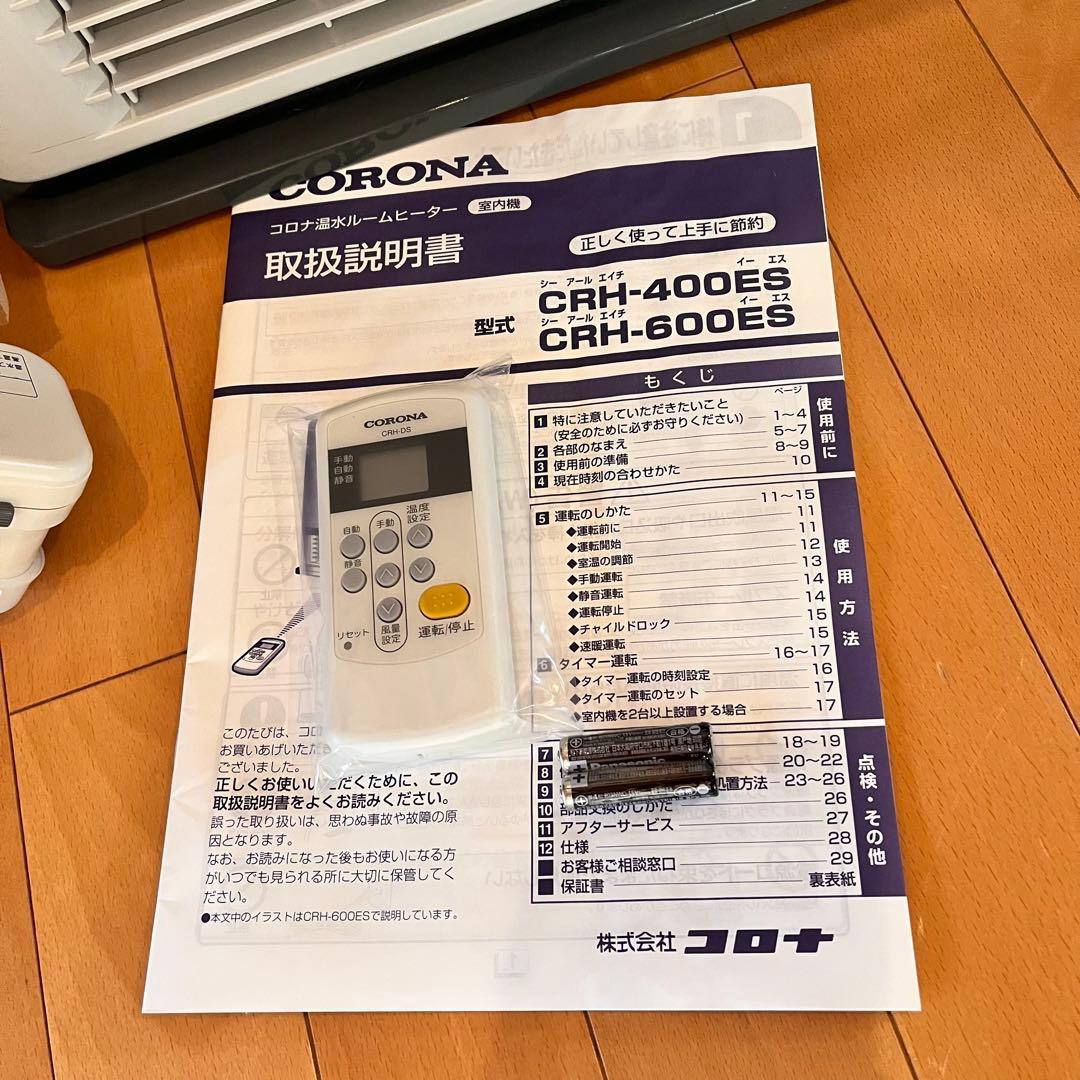 CORONA
コロナ温水ルームヒーター 室内機
取扱説明書
正しく使って上手に節約
シー アール エイチ イー エス
型式 CRH-400ES
シー アール エイチ イー エス
CRH-600ES
もくじ
ページ
使用前に
1 特に注意していただきたいこと 1〜4
(安全のために必ずお守りください)
2 各部のなまえ 5〜7
3 使用前の準備 8〜9
4 現在時刻の合わせかた 10
使用方法
5 運転のしかた 11〜15
◆運転前に 11
◆運転開始 11
◆室温の調節 12
◆手動運転 13
◆静音運転 14
◆運転停止 14
◆チャイルドロック 15
◆速暖運転 15
6 タイマー運転 16〜17
◆タイマー運転の時刻設定 16
◆タイマー運転のセット 17
◆室内機を2台以上設置する場合 17
点検・その他
7 18〜19
8 20〜22
9 処置方法 23〜26
10 部品交換のしかた 26
11 アフターサービス 27
12 仕様 28
■ お客様ご相談窓口 29
■ 保証書 裏表紙
CORONA
CRH-DS
手動
自動
静音
温度設定
自動 手動
静音
リセット
風量設定
運転/停止
Panasonic
このたびは、コロ
お買いあげいただき
ございました。
正しくお使いいただくために、この
取扱説明書をよくお読みください。
誤った取り扱いは、思わぬ事故や故障の原
因となります。
なお、お読みになった後もお使いになる方
がいつでも見られる所に大切に保管してく
ださい。
●本文中のイラストはCRH-600ESで説明しています。
株式会社 コロナ